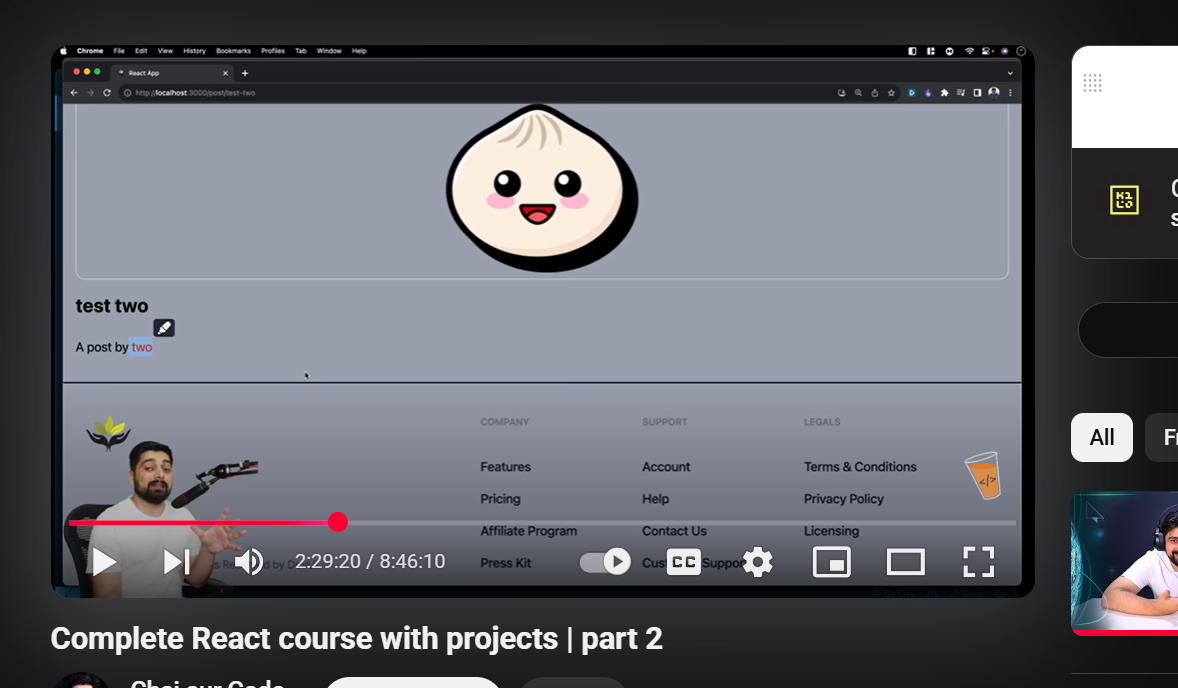 Chrome File Edit View History Bookmarks Profiles Tab Window Help
React App
http://localhost:3000/post/test-two
test two
A post by two
COMPANY SUPPORT LEGALS
Features Account Terms & Conditions
Pricing Help Privacy Policy
Affiliate Program Contact Us Licensing
Press Kit Support
2:29:20 / 8:46:10
CC
Complete React course with projects | part 2
Chai aur Code
All